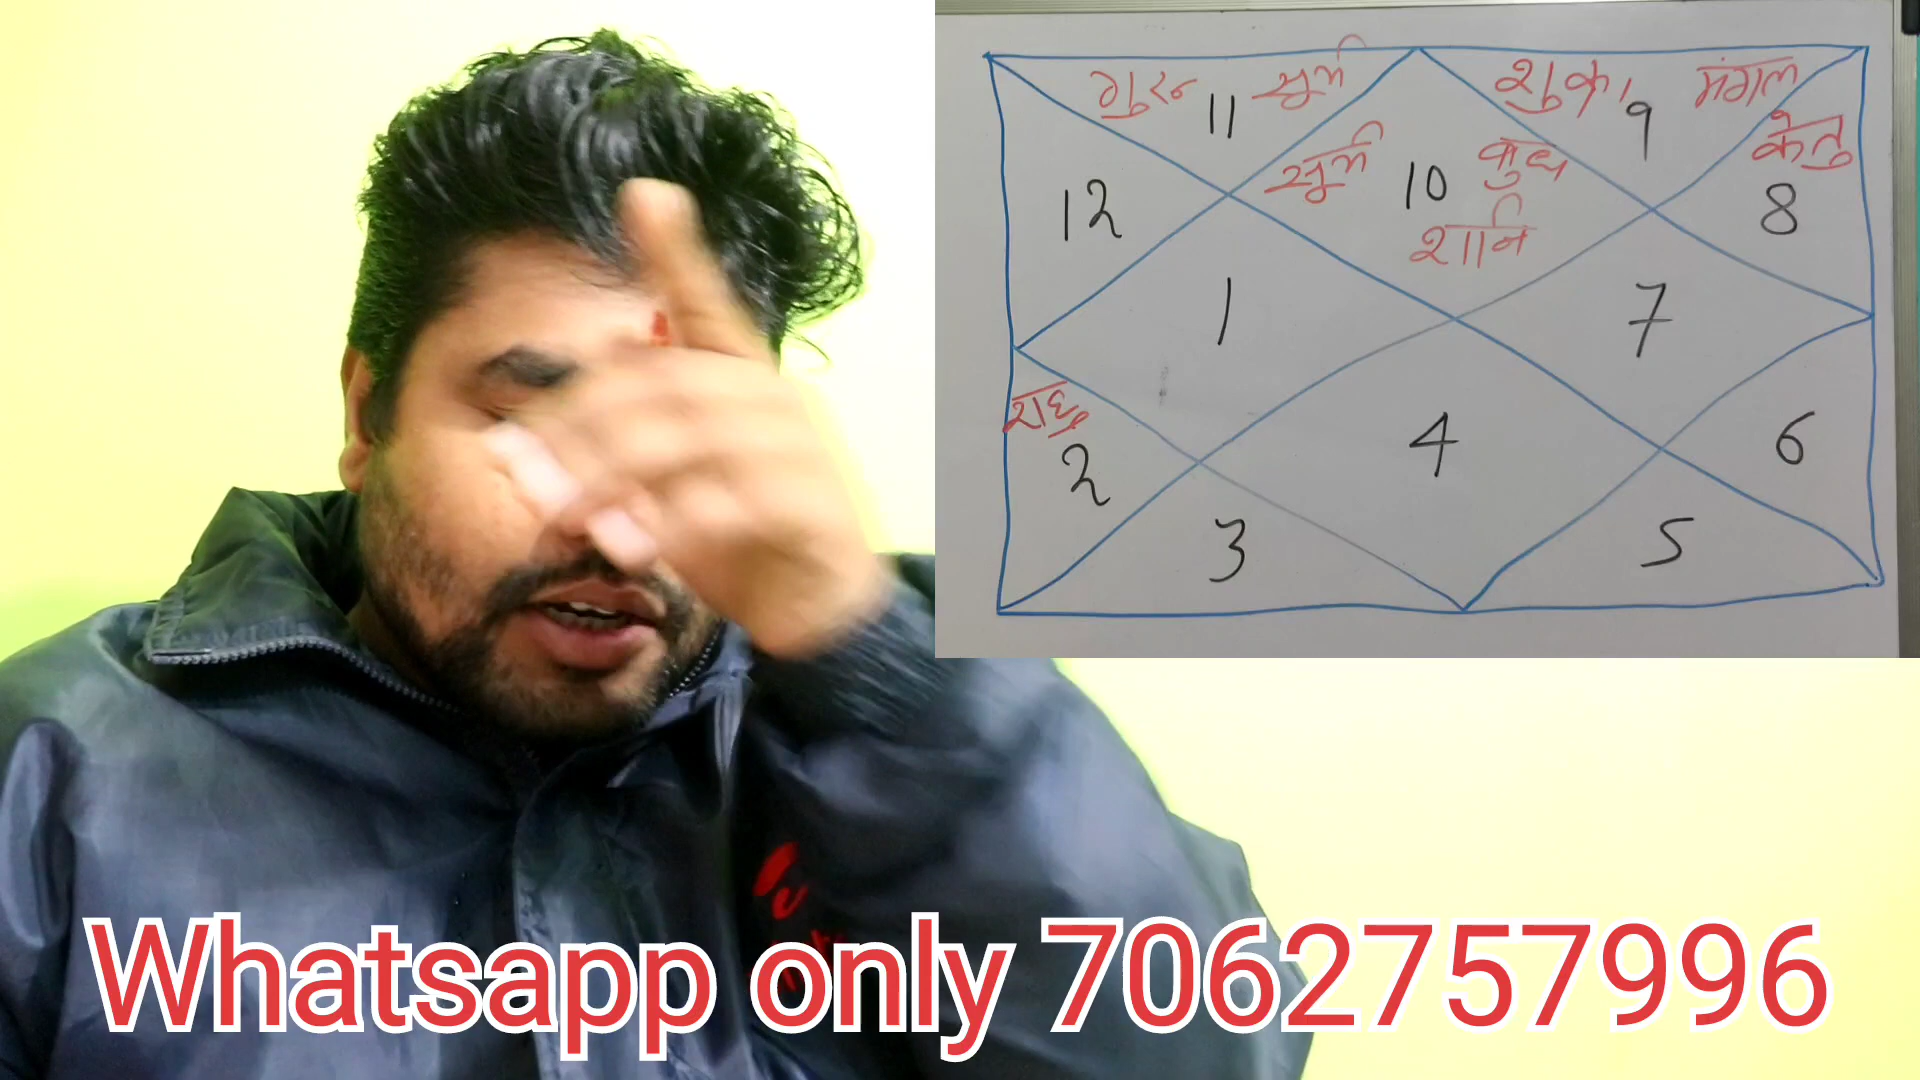 गुरू 11 सूर्य
शुक्र 9 मंगल
केतु
12
सूर्य 10 बुध
शनि
8
1
7
राहु
2
4
6
3
5
Whatsapp only 7062757996